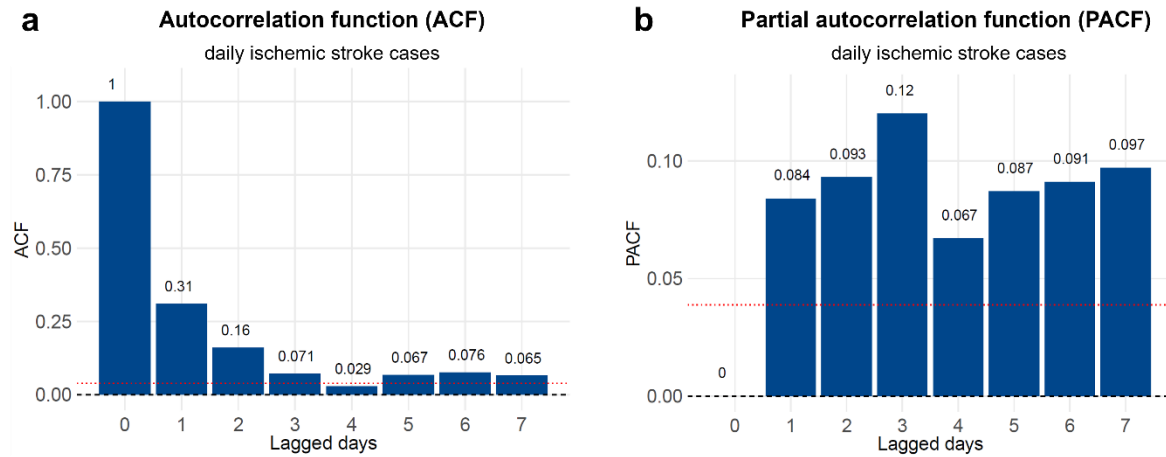 a
Autocorrelation function (ACF)
daily ischemic stroke cases
1
1.00
0.75
0.50
0.31
0.25
0.16
0.071
0.029
0.067
0.076
0.065
0.00
ACF
0 1 2 3 4 5 6 7
Lagged days
b
Partial autocorrelation function (PACF)
daily ischemic stroke cases
0.12
0.10
0.084
0.093
0.067
0.087
0.091
0.097
0.05
0
0.00
PACF
0 1 2 3 4 5 6 7
Lagged days